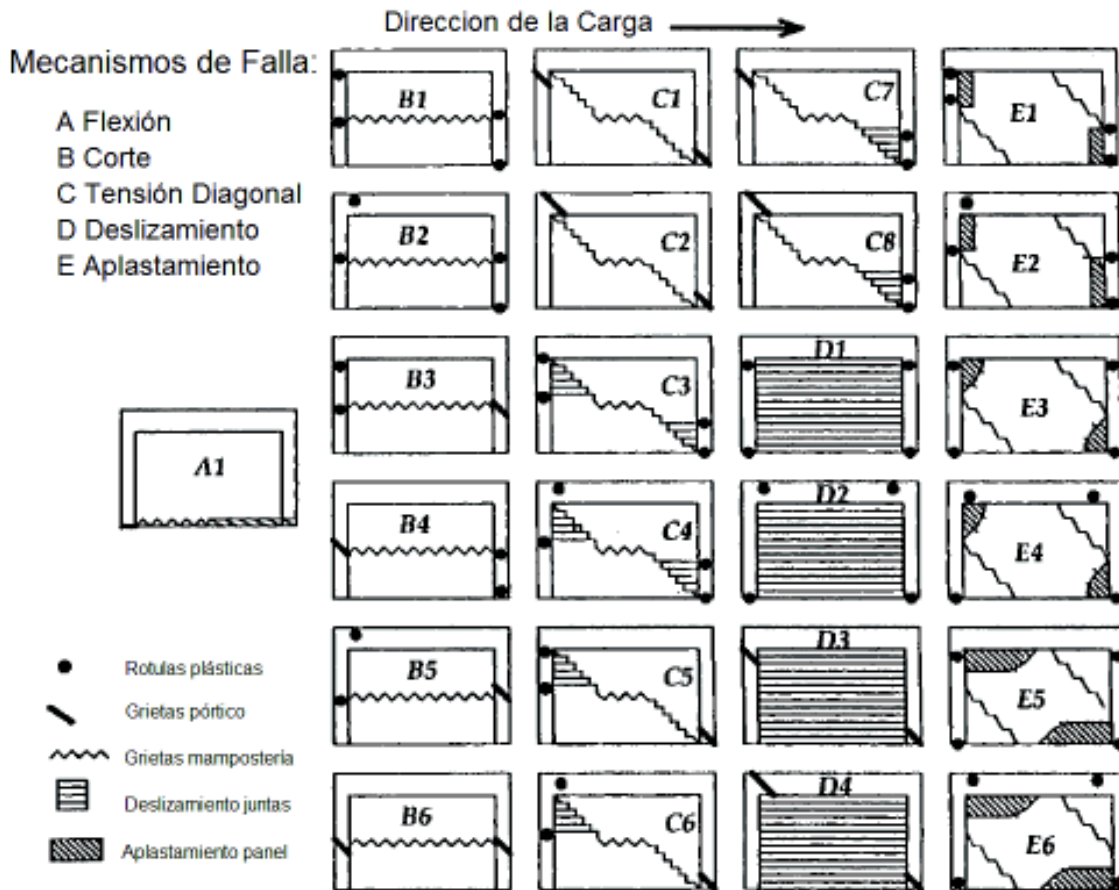 Direccion de la Carga
Mecanismos de Falla:
A Flexión
B Corte
C Tensión Diagonal
D Deslizamiento
E Aplastamiento
B1
C1
C7
E1
B2
C2
C8
E2
B3
C3
D1
E3
A1
B4
C4
D2
E4
B5
C5
D3
E5
B6
C6
D4
E6
Rotulas plásticas
Grietas pórtico
Grietas mampostería
Deslizamiento juntas
Aplastamiento panel